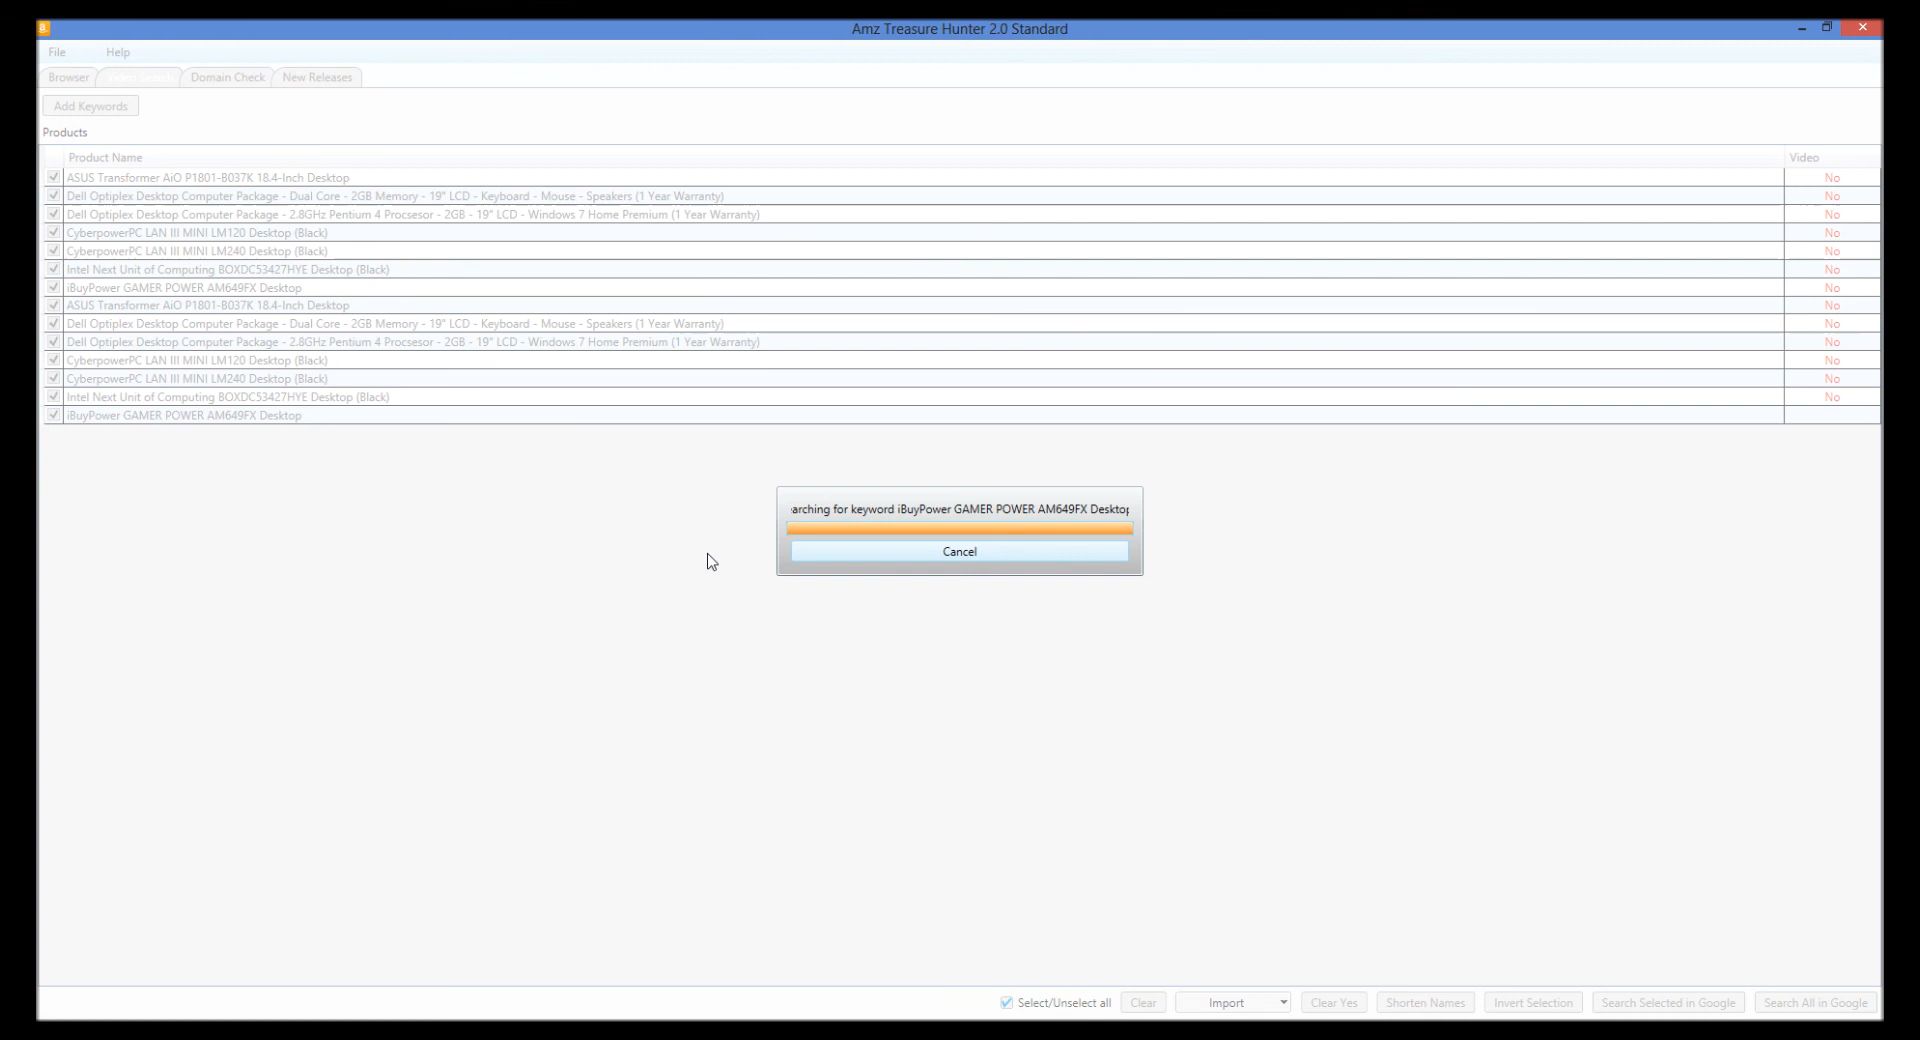 Amz Treasure Hunter 2.0 Standard
File Help
Browser Domain Check New Releases
Add Keywords
Products
Product Name Video
ASUS Transformer AiO P1801-B037K 18.4-Inch Desktop No
Dell Optiplex Desktop Computer Package - Dual Core - 2GB Memory - 19" LCD - Keyboard - Mouse - Speakers (1 Year Warranty) No
Dell Optiplex Desktop Computer Package - 2.8GHz Pentium 4 Procsesor - 2GB - 19" LCD - Windows 7 Home Premium (1 Year Warranty) No
CyberpowerPC LAN III MINI LM120 Desktop (Black) No
CyberpowerPC LAN III MINI LM240 Desktop (Black) No
Intel Next Unit of Computing BOXDC53427HYE Desktop (Black) No
iBuyPower GAMER POWER AM649FX Desktop No
ASUS Transformer AiO P1801-B037K 18.4-Inch Desktop No
Dell Optiplex Desktop Computer Package - Dual Core - 2GB Memory - 19" LCD - Keyboard - Mouse - Speakers (1 Year Warranty) No
Dell Optiplex Desktop Computer Package - 2.8GHz Pentium 4 Procsesor - 2GB - 19" LCD - Windows 7 Home Premium (1 Year Warranty) No
CyberpowerPC LAN III MINI LM120 Desktop (Black) No
CyberpowerPC LAN III MINI LM240 Desktop (Black) No
Intel Next Unit of Computing BOXDC53427HYE Desktop (Black) No
iBuyPower GAMER POWER AM649FX Desktop
arching for keyword iBuyPower GAMER POWER AM649FX Desktop
Cancel
Select/Unselect all Clear Import Clear Yes Shorten Names Invert Selection Search Selected in Google Search All in Google